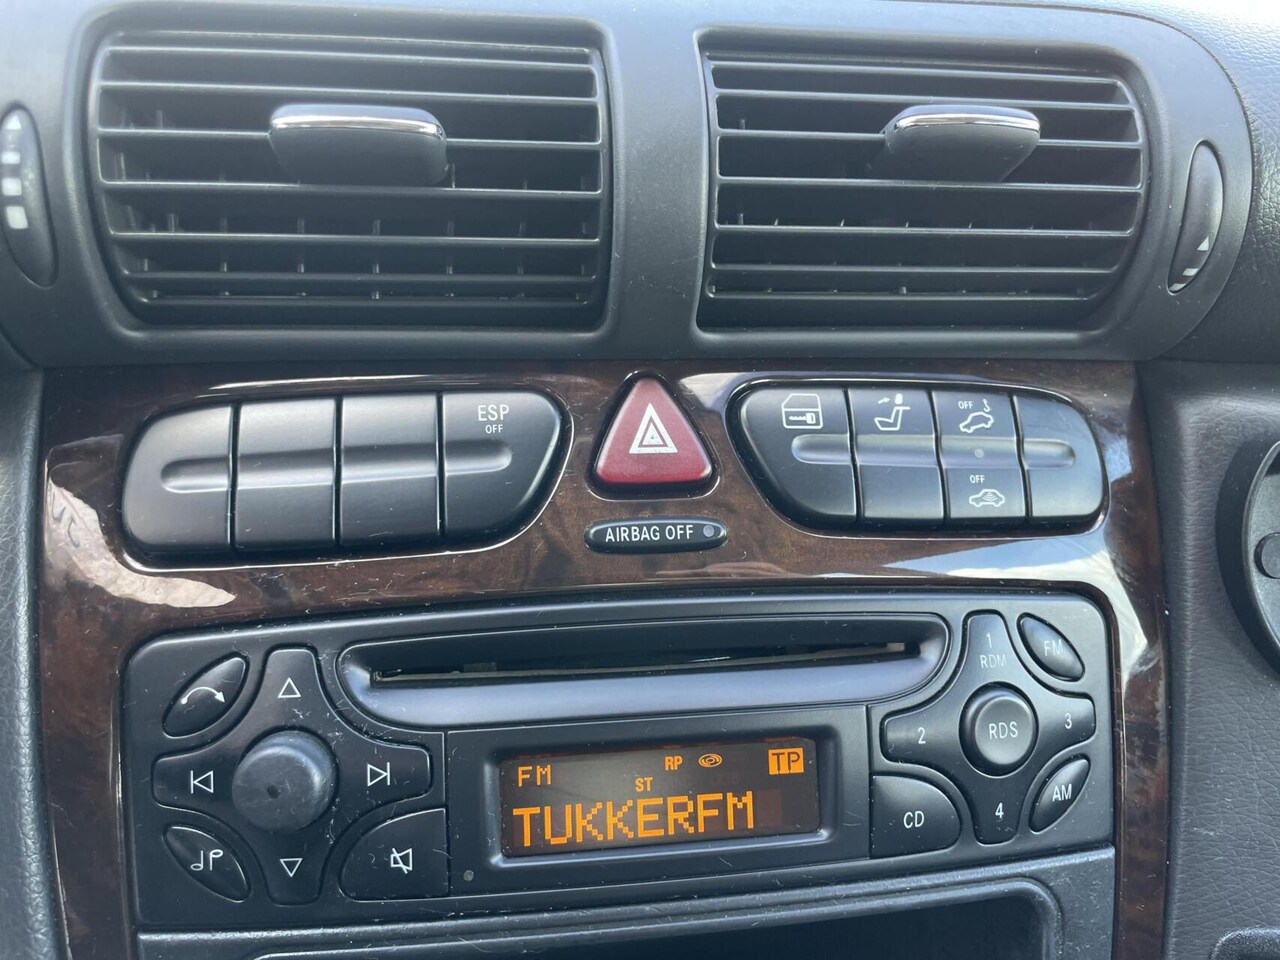 ESP
OFF
OFF
OFF
AIRBAG OFF
1
RDM
FM
2
RDS
3
AM
4
CD
RP
TP
FM
ST
TUKKERFM